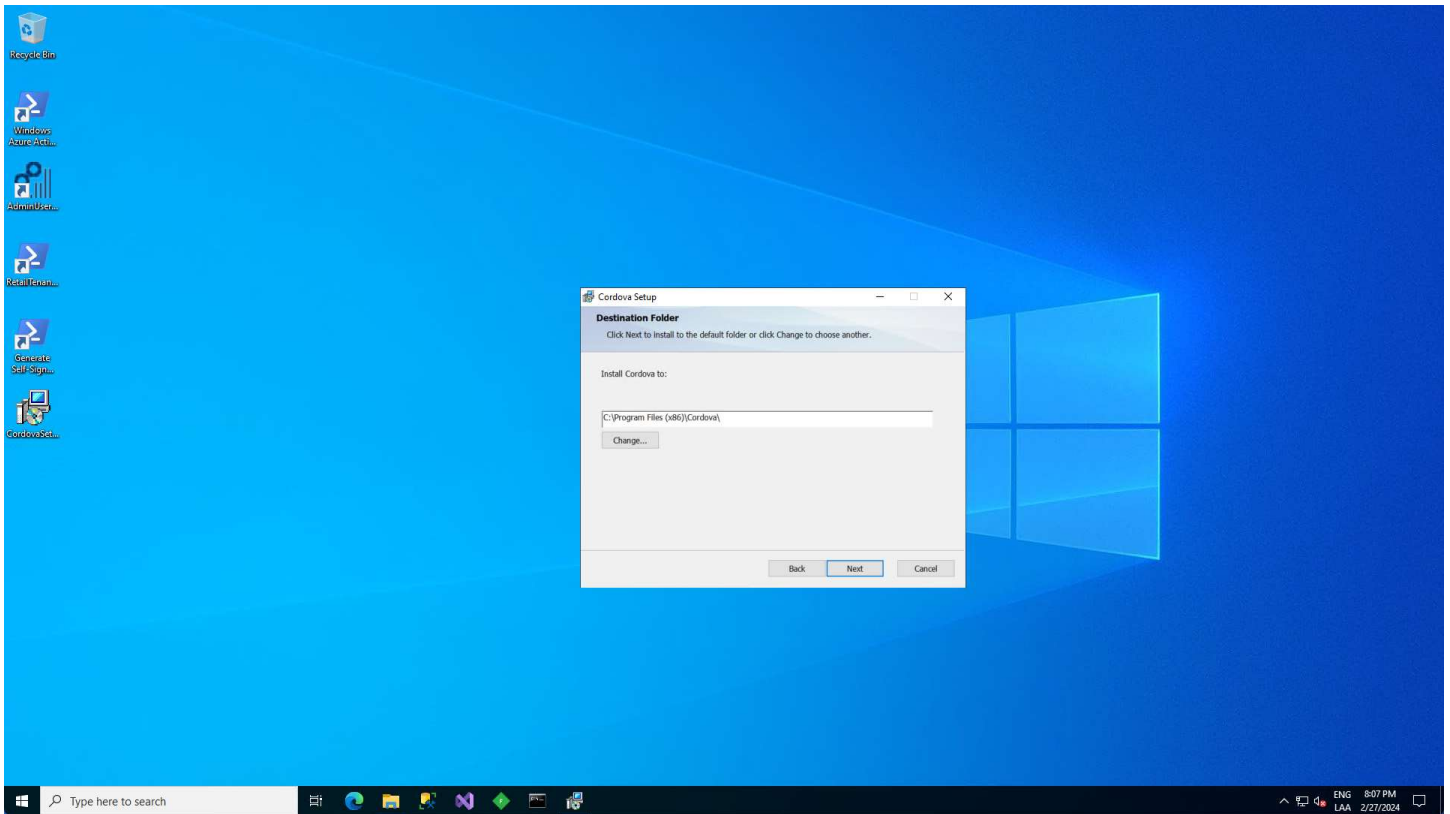 Recycle Bin
Windows
Azure Acti...
AdminUser...
RetailTenan...
Generate
Self-Sign...
CordovaSet...
Cordova Setup
Destination Folder
Click Next to install to the default folder or click Change to choose another.
Install Cordova to:
C:\Program Files (x86)\Cordova\
Change...
Back Next Cancel
Type here to search
ENG 8:07 PM
LAA 2/27/2024